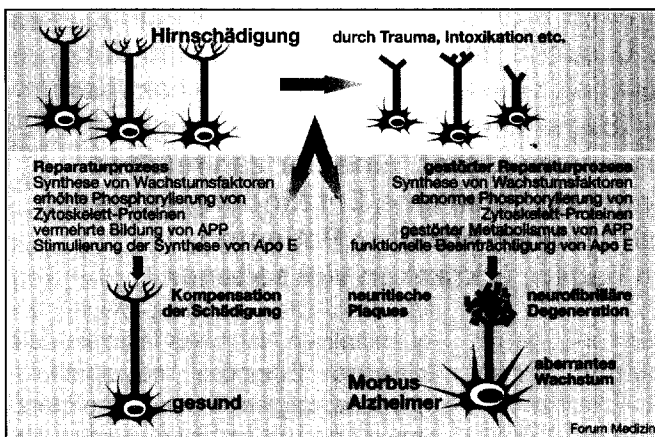 Hirnschädigung
durch Trauma, Intoxikation etc.
Reparaturprozess
Synthese von Wachstumsfaktoren
erhöhte Phosphorylierung von
Zytoskelett-Proteinen
vermehrte Bildung von APP
Stimulierung der Synthese von Apo E
gestörter Reparaturprozess
Synthese von Wachstumsfaktoren
abnorme Phosphorylierung von
Zytoskelett-Proteinen
gestörter Metabolismus von APP
funktionelle Beeinträchtigung von Apo E
Kompensation
der Schädigung
gesund
neuritische
Plaques
neurofibrilläre
Degeneration
aberrantes
Wachstum
Morbus
Alzheimer
Forum Medizin